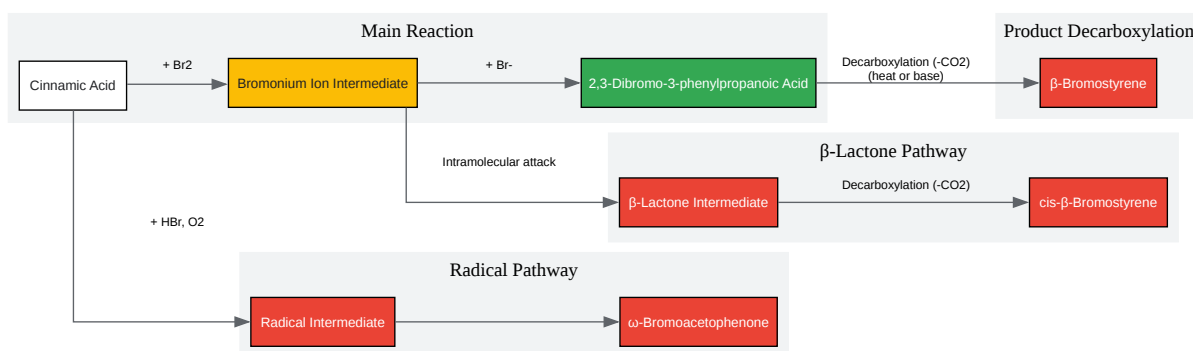 Main Reaction
Product Decarboxylation
Cinnamic Acid
+ Br2
Bromonium Ion Intermediate
+ Br-
2,3-Dibromo-3-phenylpropanoic Acid
Decarboxylation (-CO2)
(heat or base)
β-Bromostyrene
Intramolecular attack
β-Lactone Pathway
β-Lactone Intermediate
Decarboxylation (-CO2)
cis-β-Bromostyrene
+ HBr, O2
Radical Pathway
Radical Intermediate
ω-Bromoacetophenone